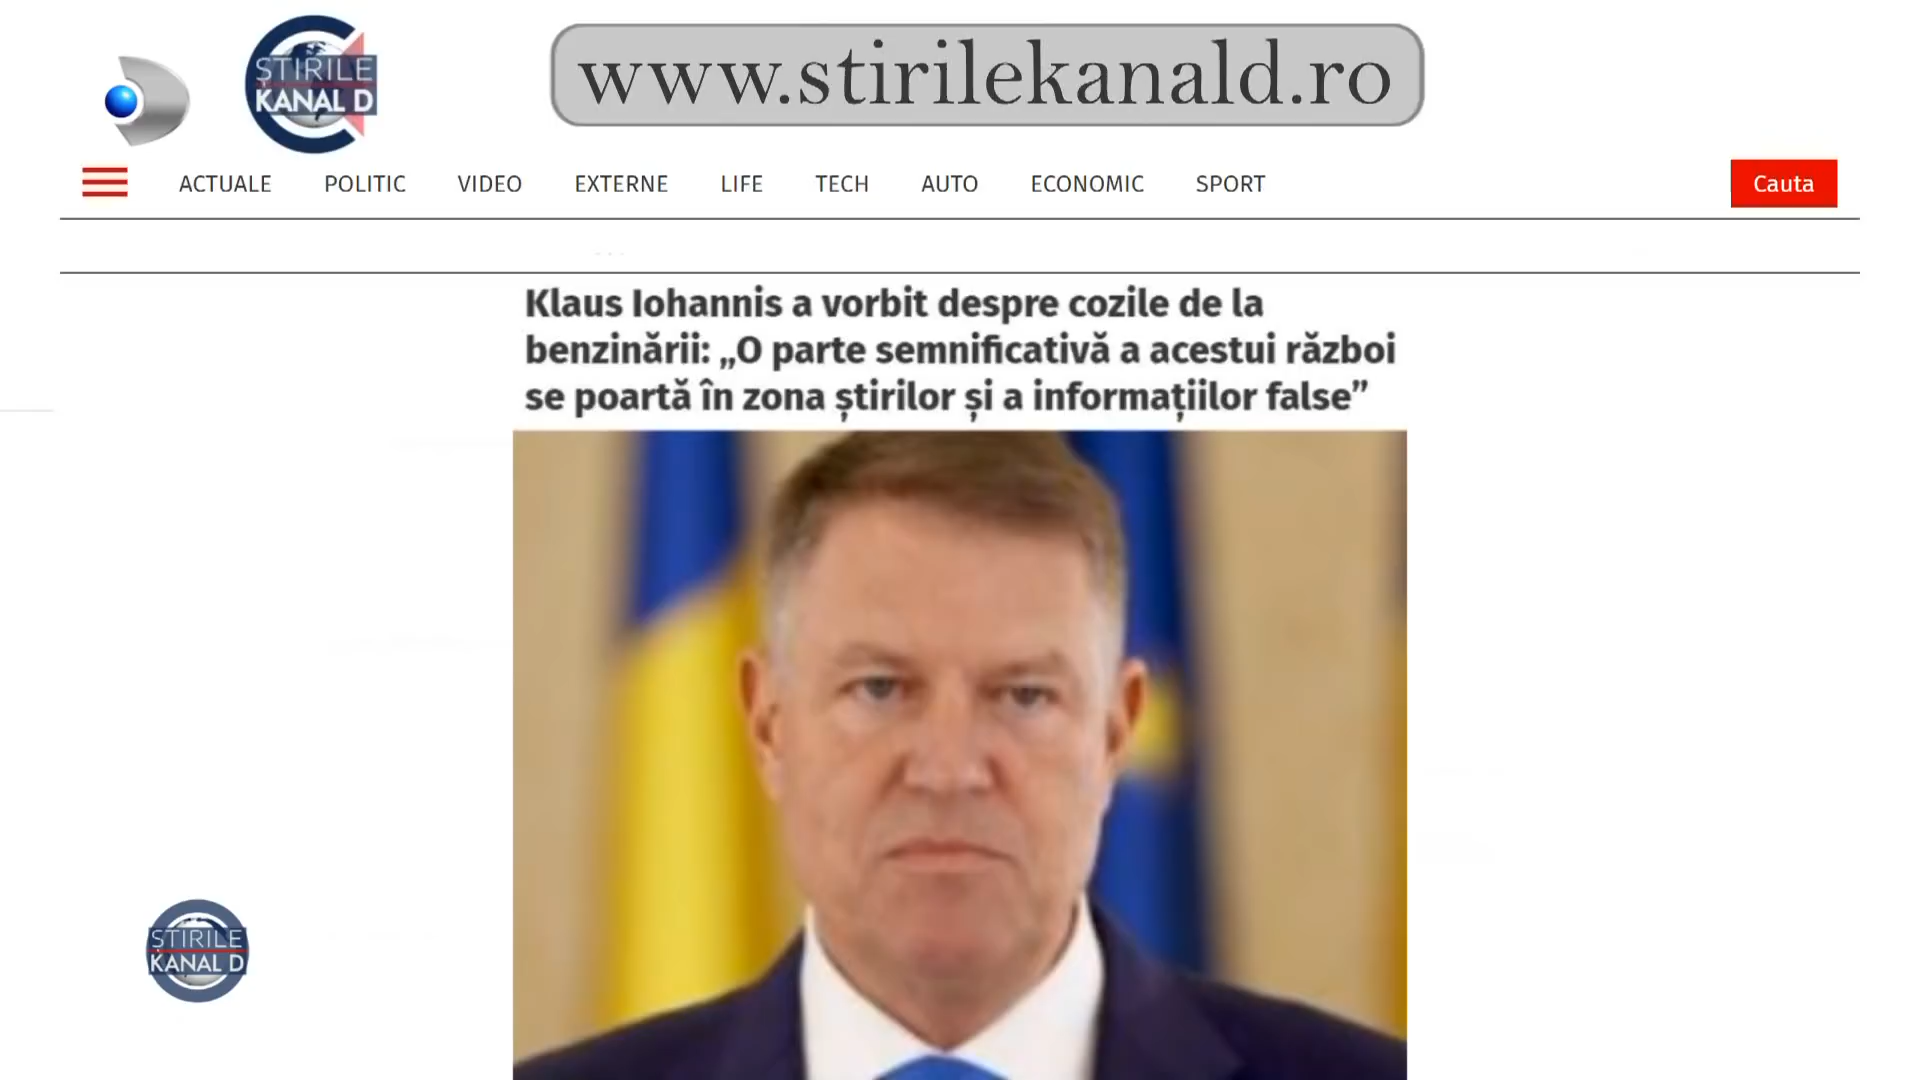 STIRILE
KANAL D
www.stirilekanald.ro
ACTUALE POLITIC VIDEO EXTERNE LIFE TECH AUTO ECONOMIC SPORT Cauta
Klaus Iohannis a vorbit despre cozile de la
benzinării: „O parte semnificativă a acestui război
se poartă în zona știrilor și a informațiilor false”
ȘTIRILE
KANAL D